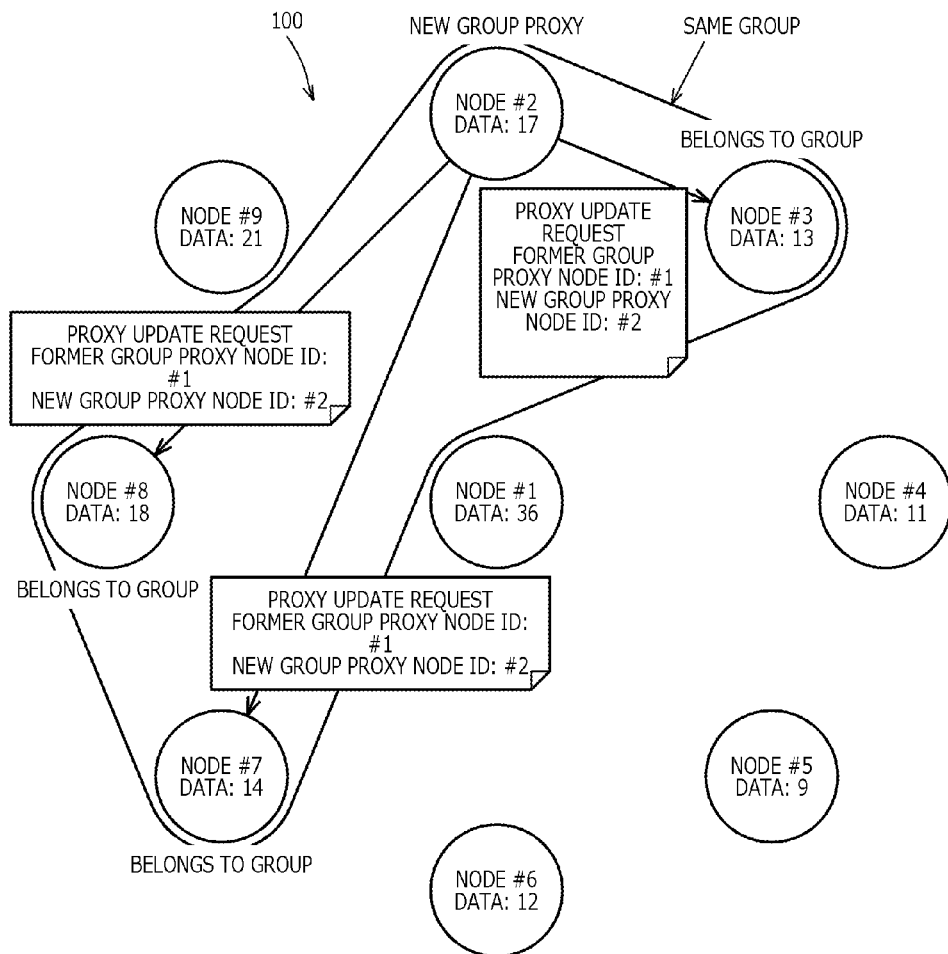 100
NEW GROUP PROXY
SAME GROUP
NODE #2
DATA: 17
BELONGS TO GROUP
NODE #9
DATA: 21
PROXY UPDATE
REQUEST
FORMER GROUP
PROXY NODE ID: #1
NEW GROUP PROXY
NODE ID: #2
NODE #3
DATA: 13
PROXY UPDATE REQUEST
FORMER GROUP PROXY NODE ID:
#1
NEW GROUP PROXY NODE ID: #2
NODE #8
DATA: 18
NODE #1
DATA: 36
NODE #4
DATA: 11
BELONGS TO GROUP
PROXY UPDATE REQUEST
FORMER GROUP PROXY NODE ID:
#1
NEW GROUP PROXY NODE ID: #2
NODE #7
DATA: 14
NODE #5
DATA: 9
BELONGS TO GROUP
NODE #6
DATA: 12